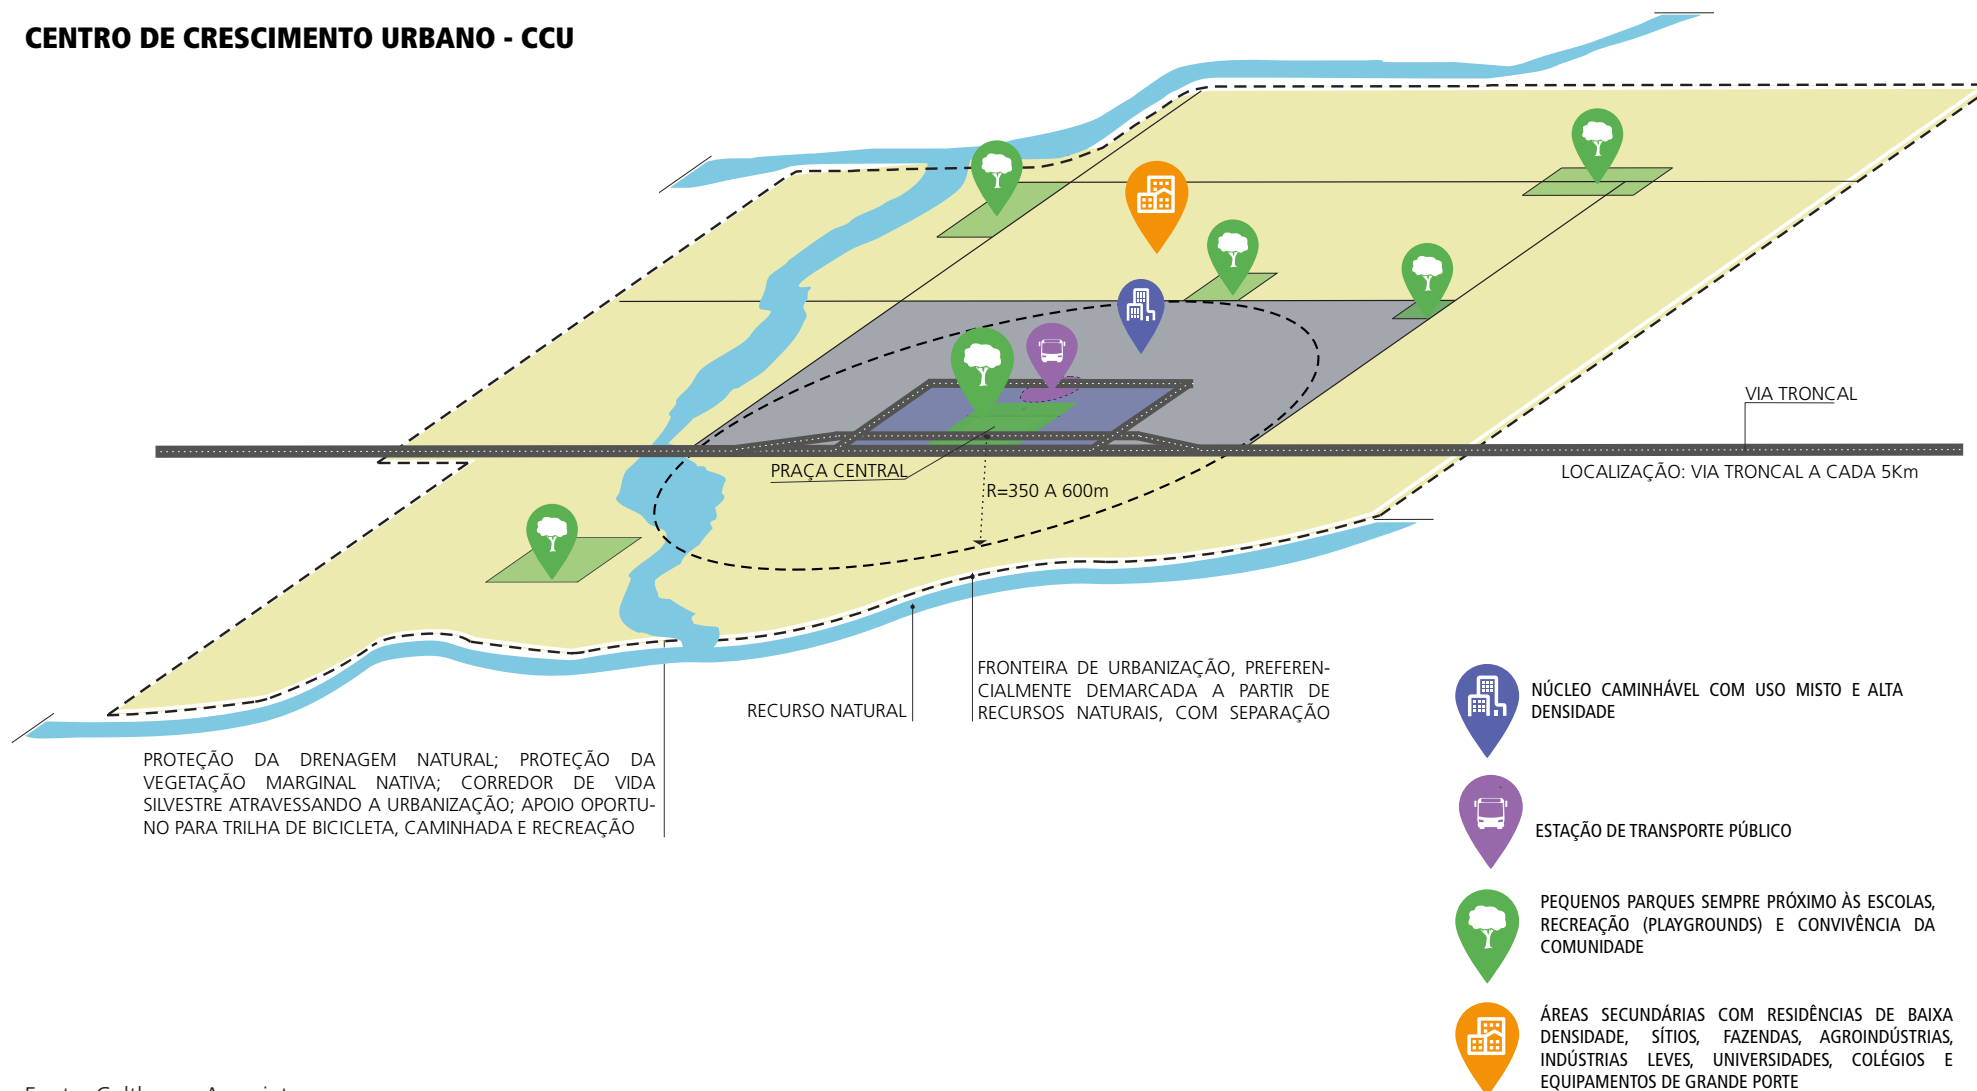 CENTRO DE CRESCIMENTO URBANO - CCU
VIA TRONCAL
LOCALIZAÇÃO: VIA TRONCAL A CADA 5Km
PRAÇA CENTRAL
R=350 A 600m
FRONTEIRA DE URBANIZAÇÃO, PREFEREN-
CIALMENTE DEMARCADA A PARTIR DE
RECURSOS NATURAIS, COM SEPARAÇÃO
RECURSO NATURAL
PROTEÇÃO DA DRENAGEM NATURAL; PROTEÇÃO DA
VEGETAÇÃO MARGINAL NATIVA; CORREDOR DE VIDA
SILVESTRE ATRAVESSANDO A URBANIZAÇÃO; APOIO OPORTU-
NO PARA TRILHA DE BICICLETA, CAMINHADA E RECREAÇÃO
NÚCLEO CAMINHÁVEL COM USO MISTO E ALTA
DENSIDADE
ESTAÇÃO DE TRANSPORTE PÚBLICO
PEQUENOS PARQUES SEMPRE PRÓXIMO ÀS ESCOLAS,
RECREAÇÃO (PLAYGROUNDS) E CONVIVÊNCIA DA
COMUNIDADE
ÁREAS SECUNDÁRIAS COM RESIDÊNCIAS DE BAIXA
DENSIDADE, SÍTIOS, FAZENDAS, AGROINDÚSTRIAS,
INDÚSTRIAS LEVES, UNIVERSIDADES, COLÉGIOS E
EQUIPAMENTOS DE GRANDE PORTE